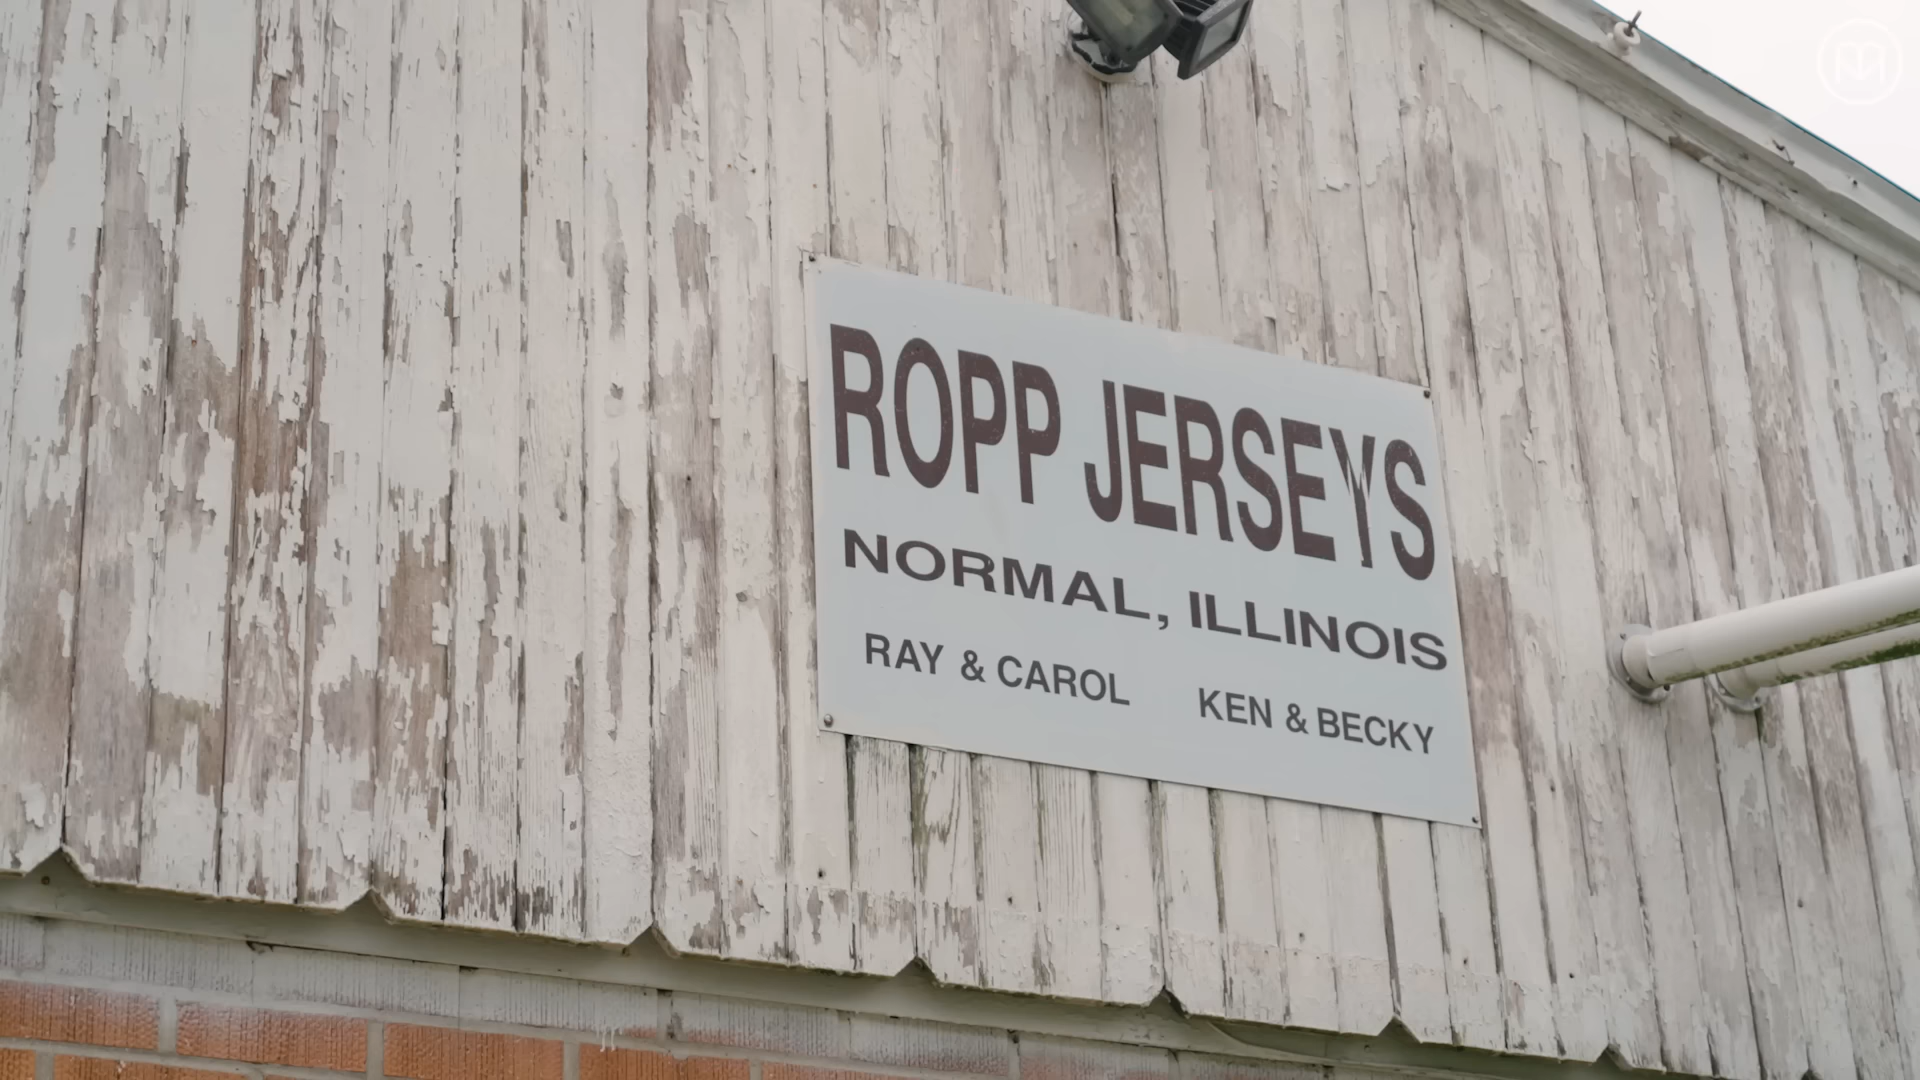 ROPP JERSEYS
NORMAL, ILLINOIS
RAY & CAROL KEN & BECKY